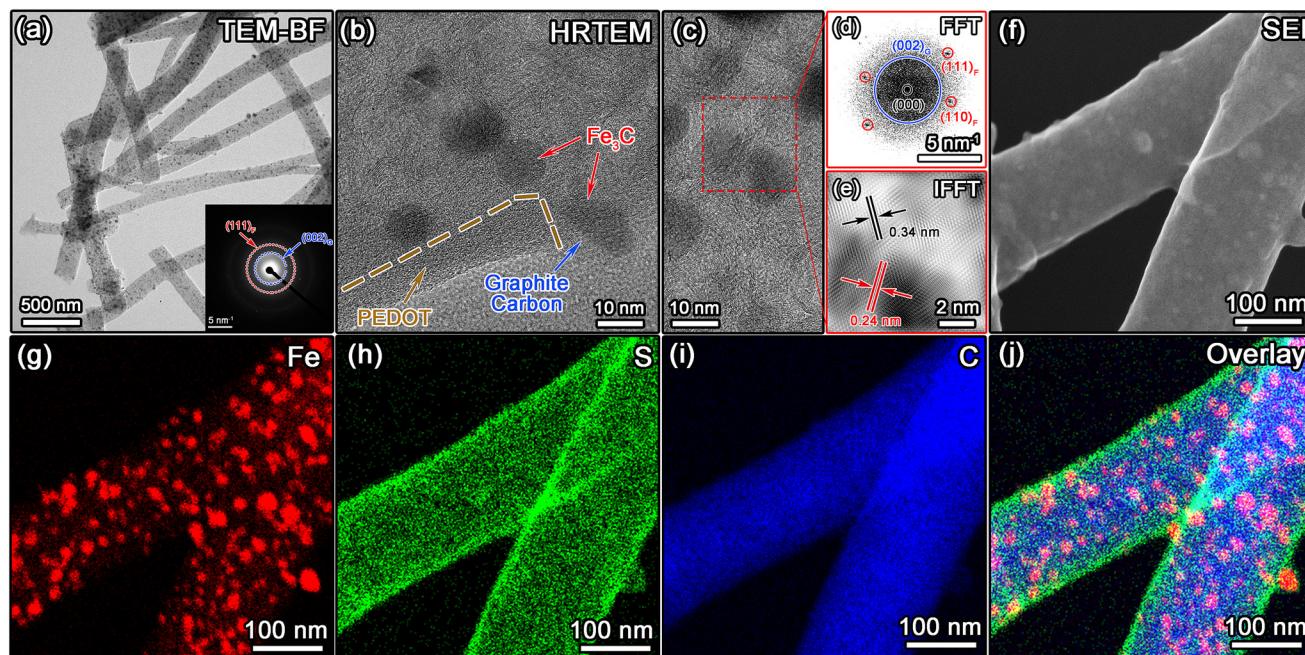 (a)
TEM-BF
(111)F
(002)G
5 nm-1
500 nm
(b)
HRTEM
Fe3C
PEDOT
Graphite
Carbon
10 nm
(c)
10 nm
(d)
FFT
(002)G
(111)F
(000)
(110)F
5 nm-1
(e)
IFFT
0.34 nm
0.24 nm
2 nm
(f)
SEI
100 nm
(g)
Fe
100 nm
(h)
S
100 nm
(i)
C
100 nm
(j)
Overlay
100 nm